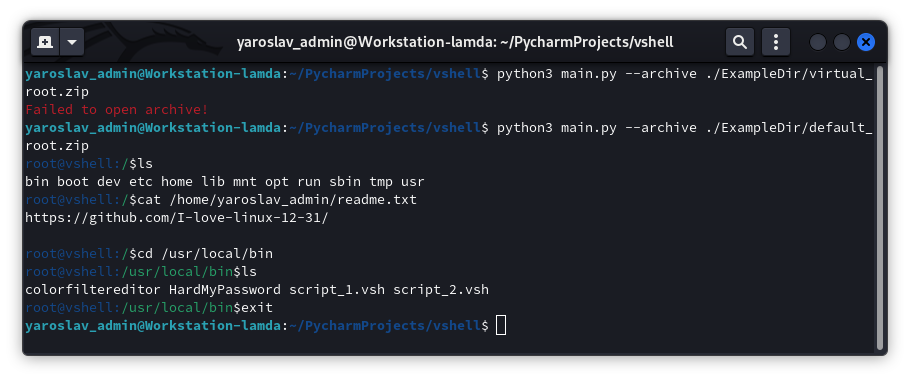 yaroslav_admin@Workstation-lamda: ~/PycharmProjects/vshell
yaroslav_admin@Workstation-lamda:~/PycharmProjects/vshell$ python3 main.py --archive ./ExampleDir/virtual_
root.zip
Failed to open archive!
yaroslav_admin@Workstation-lamda:~/PycharmProjects/vshell$ python3 main.py --archive ./ExampleDir/default_
root.zip
root@vshell:/$ls
bin boot dev etc home lib mnt opt run sbin tmp usr
root@vshell:/$cat /home/yaroslav_admin/readme.txt
https://github.com/I-love-linux-12-31/
root@vshell:/$cd /usr/local/bin
root@vshell:/usr/local/bin$ls
colorfiltereditor HardMyPassword script_1.vsh script_2.vsh
root@vshell:/usr/local/bin$exit
yaroslav_admin@Workstation-lamda:~/PycharmProjects/vshell$